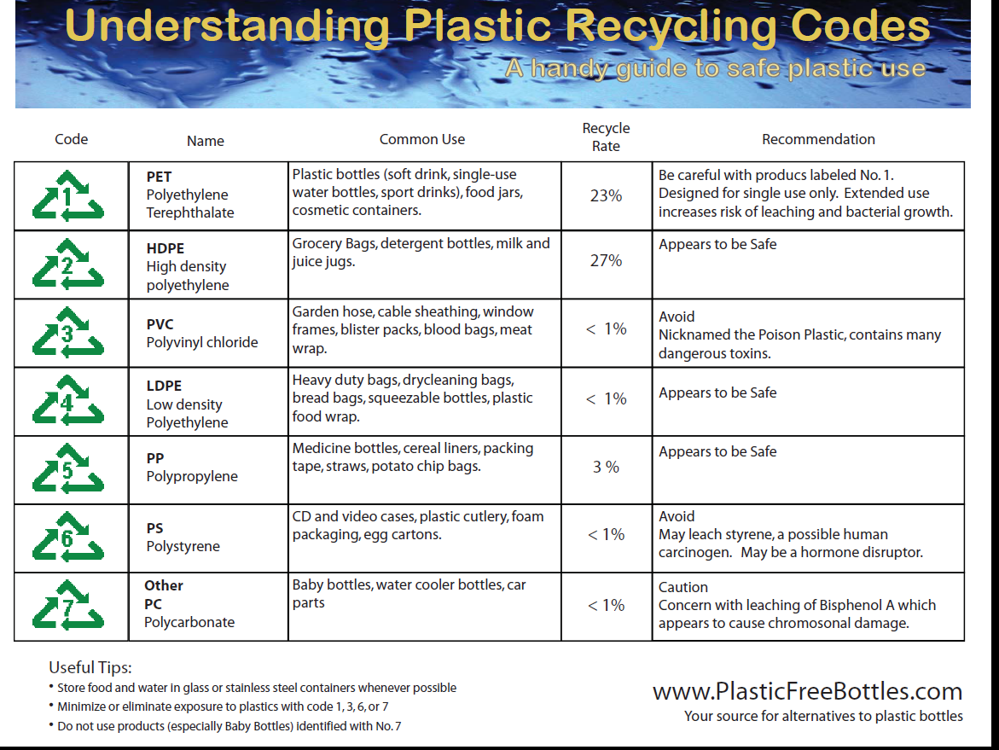 Understanding Plastic Recycling Codes
A handy guide to safe plastic use
Code
Name
Common Use
Recycle
Rate
Recommendation
1
PET
Polyethylene
Terephthalate
Plastic bottles (soft drink, single-use
water bottles, sport drinks), food jars,
cosmetic containers.
23%
Be careful with producs labeled No. 1.
Designed for single use only. Extended use
increases risk of leaching and bacterial growth.
2
HDPE
High density
polyethylene
Grocery Bags, detergent bottles, milk and
juice jugs.
27%
Appears to be Safe
3
PVC
Polyvinyl chloride
Garden hose, cable sheathing, window
frames, blister packs, blood bags, meat
wrap.
< 1%
Avoid
Nicknamed the Poison Plastic, contains many
dangerous toxins.
4
LDPE
Low density
Polyethylene
Heavy duty bags, drycleaning bags,
bread bags, squeezable bottles, plastic
food wrap.
< 1%
Appears to be Safe
5
PP
Polypropylene
Medicine bottles, cereal liners, packing
tape, straws, potato chip bags.
3 %
Appears to be Safe
6
PS
Polystyrene
CD and video cases, plastic cutlery, foam
packaging, egg cartons.
< 1%
Avoid
May leach styrene, a possible human
carcinogen. May be a hormone disruptor.
7
Other
PC
Polycarbonate
Baby bottles, water cooler bottles, car
parts
< 1%
Caution
Concern with leaching of Bisphenol A which
appears to cause chromosonal damage.
Useful Tips:
• Store food and water in glass or stainless steel containers whenever possible
• Minimize or eliminate exposure to plastics with code 1, 3, 6, or 7
• Do not use products (especially Baby Bottles) identified with No. 7
www.PlasticFreeBottles.com
Your source for alternatives to plastic bottles